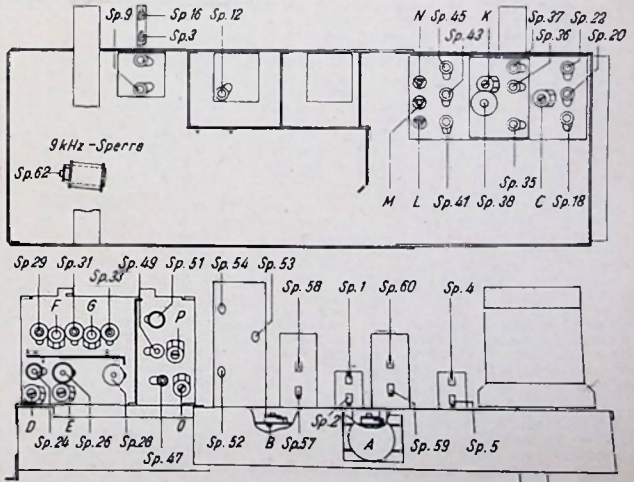 Sp.9 Sp.16 Sp.12 N Sp.45 K Sp.37 Sp.22
Sp.3 Sp.43 Sp.36 Sp.20
9kHz-Sperre
Sp.62
Sp.35
M L Sp.41 Sp.38 C Sp.18
Sp.29 Sp.31 Sp.49 Sp.51 Sp.54 Sp.53
Sp.33 Sp.58 Sp.1 Sp.60 Sp.4
F G P
D E O Sp.2
Sp.24 Sp.26 Sp.28 Sp.52 B Sp.57 A Sp.59 Sp.5
Sp.47